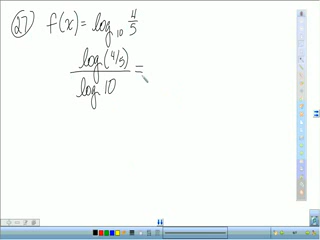 27) f(x) = log₁₀ 4/5
log(4/5) / log 10 =